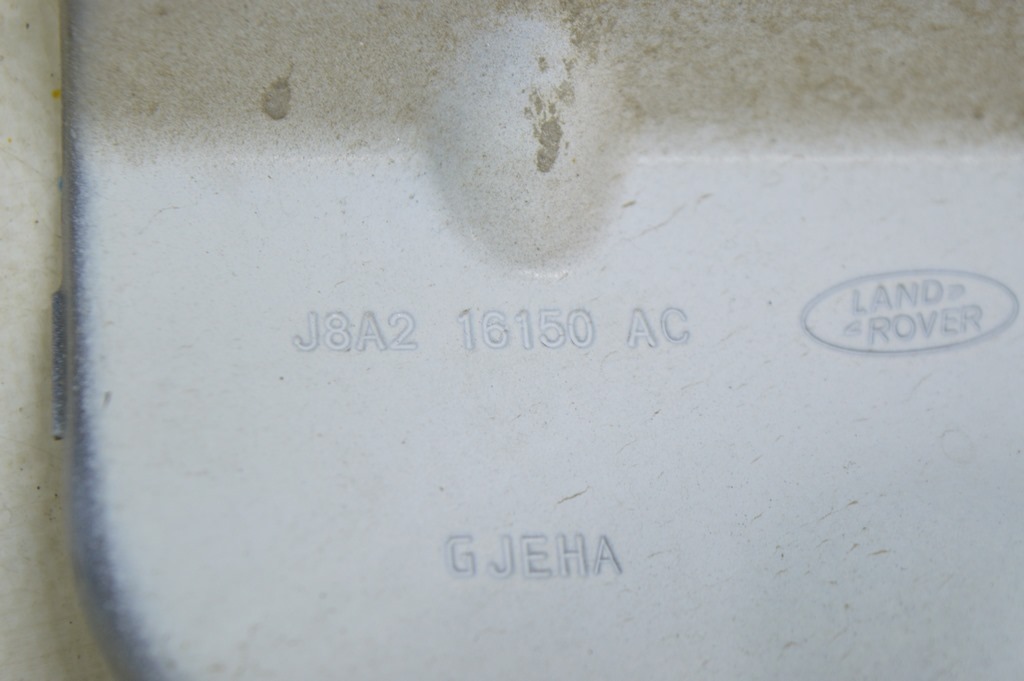 J8A2 16150 AC
LAND
ROVER
GJEHA